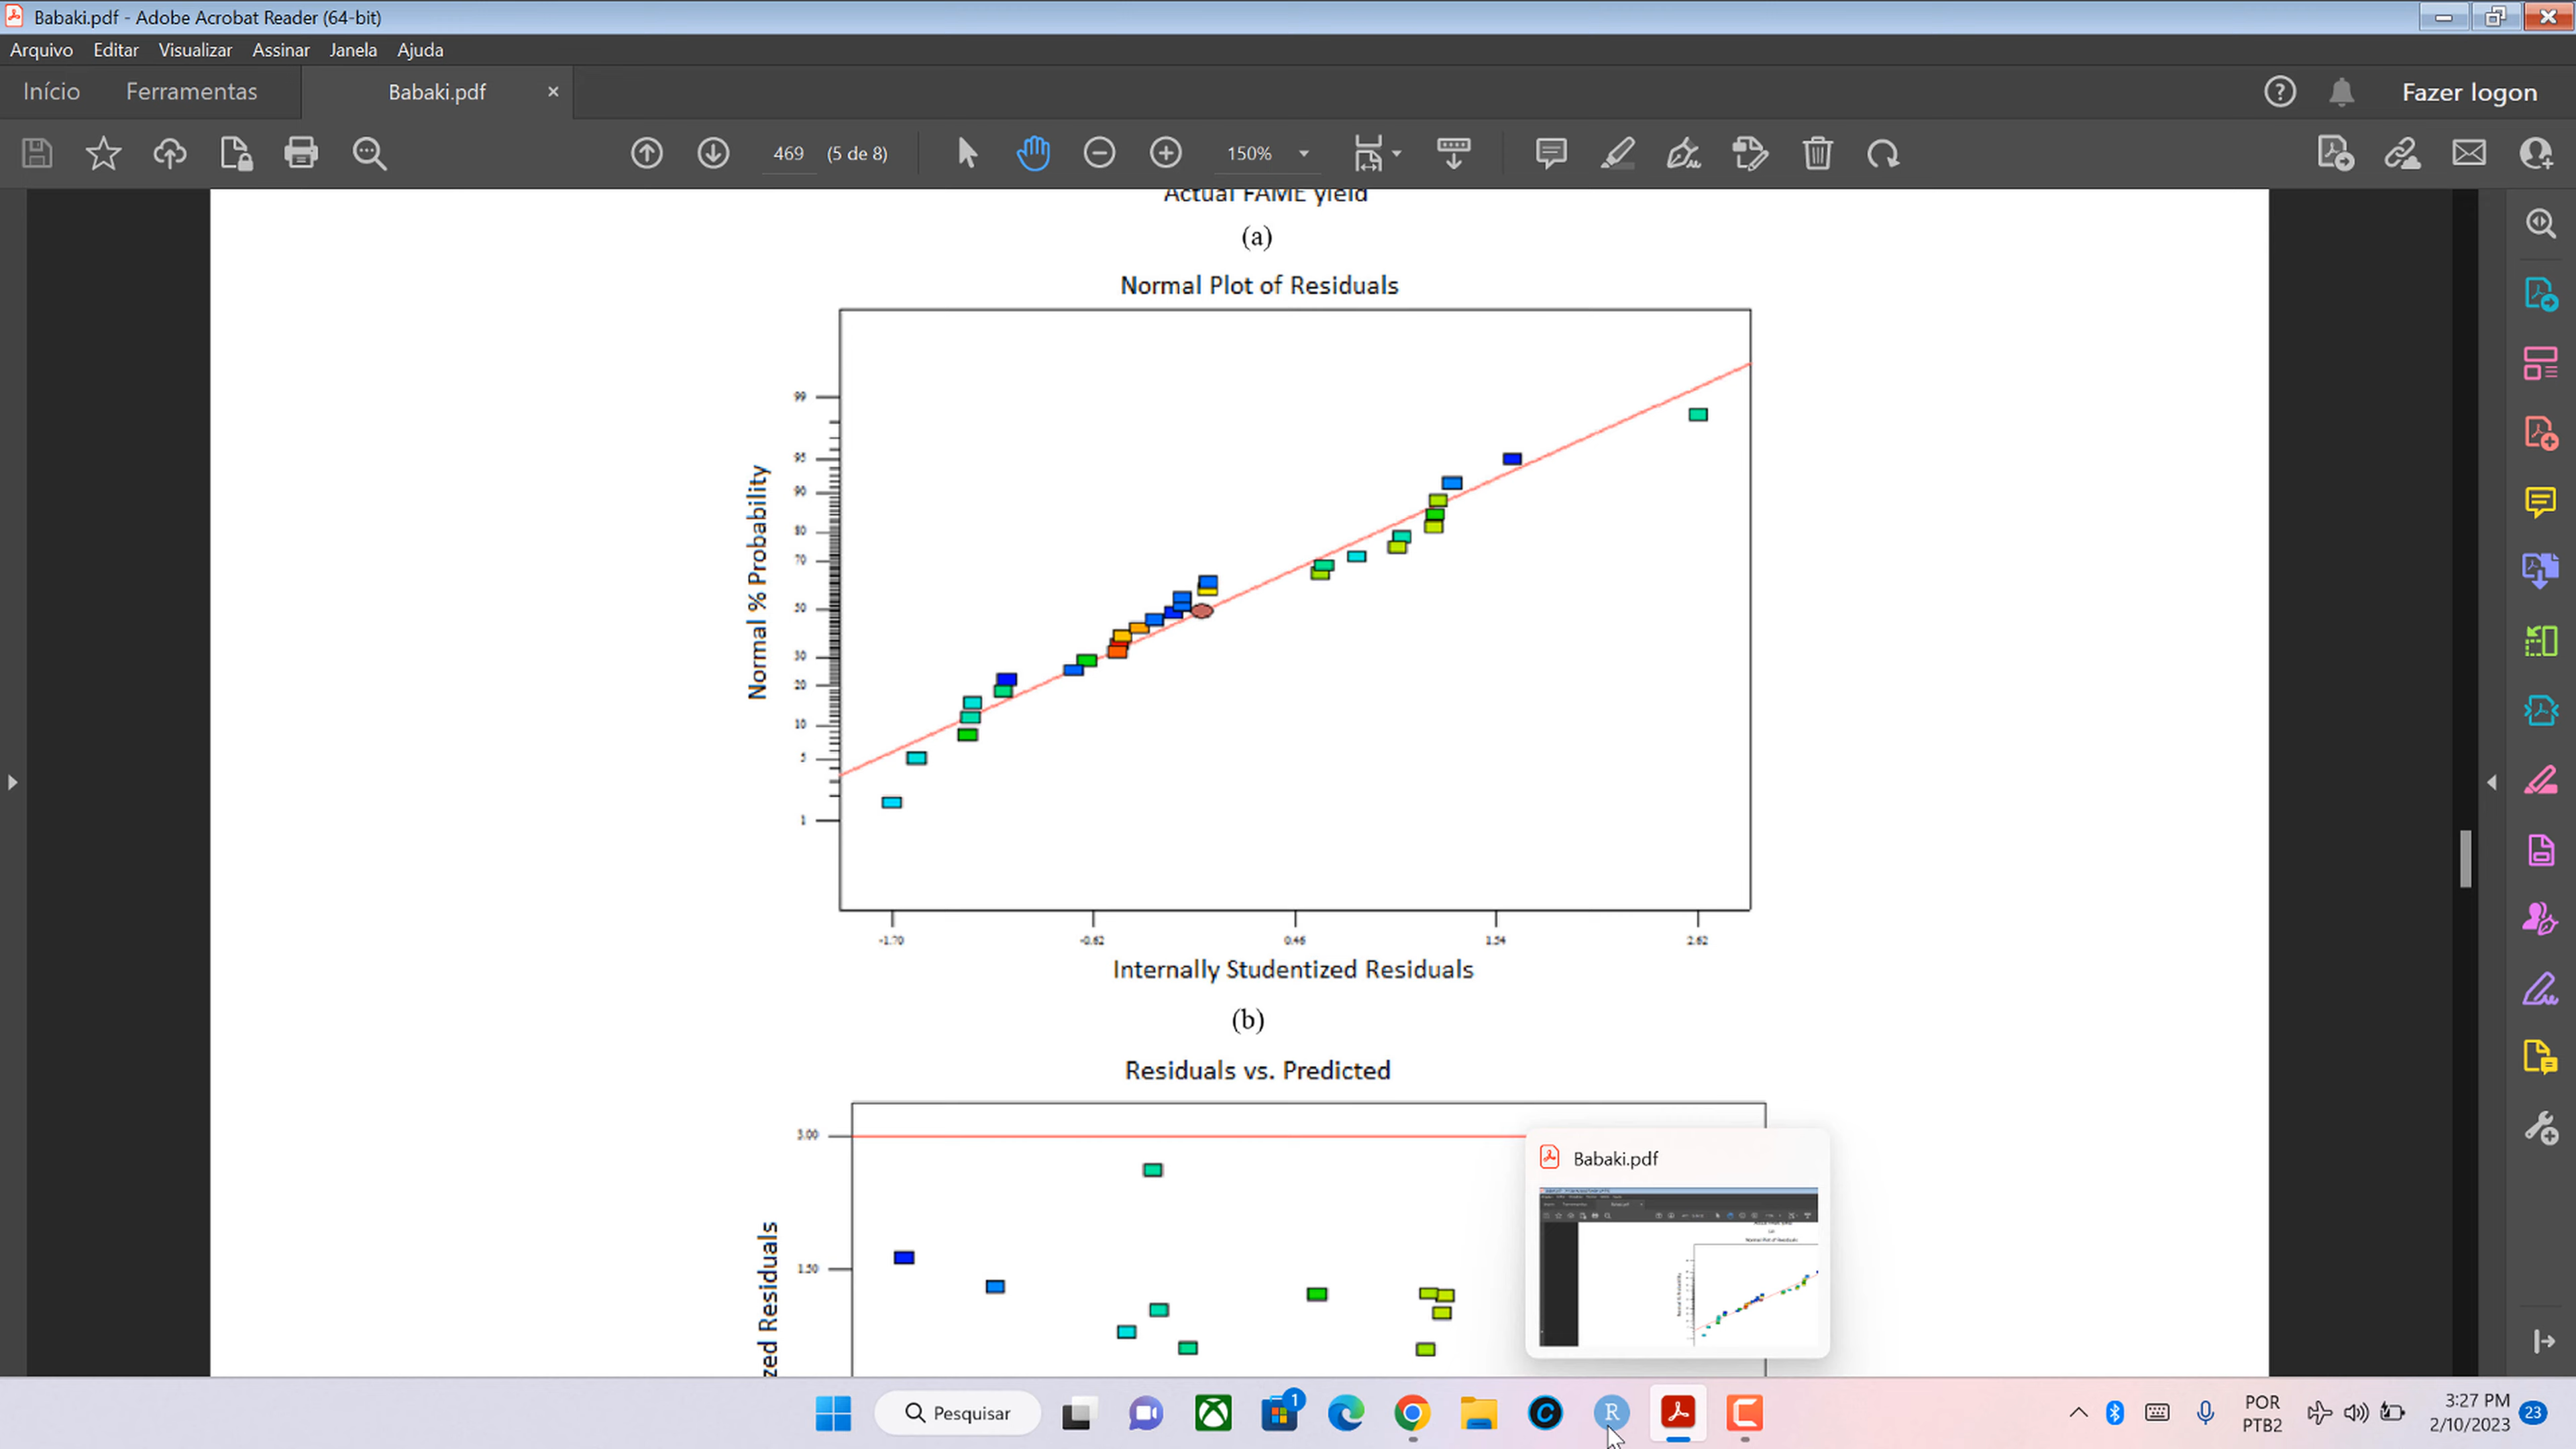 Babaki.pdf - Adobe Acrobat Reader (64-bit)
Arquivo Editar Visualizar Assinar Janela Ajuda
Início Ferramentas Babaki.pdf × Fazer logon
469 (5 de 8) 150%
Actual FAME yield
(a)
Normal Plot of Residuals
99
95
90
80
70
50
30
20
10
5
1
Normal % Probability
-1.70 -0.62 0.46 1.54 2.62
Internally Studentized Residuals
(b)
Residuals vs. Predicted
3.00
1.50
zed Residuals
Babaki.pdf
Pesquisar
1
POR
PTB2
3:27 PM
2/10/2023
23